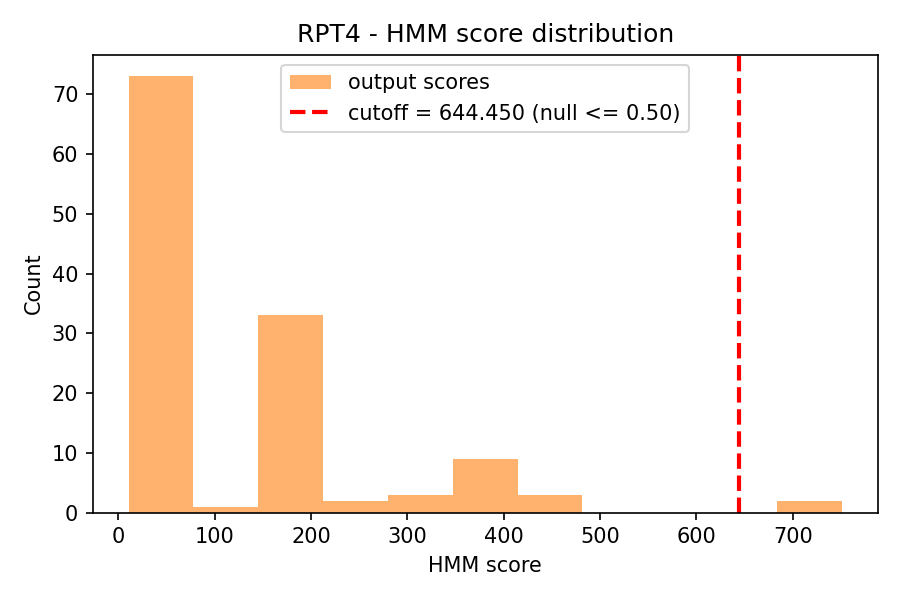 RPT4 - HMM score distribution
output scores
cutoff = 644.450 (null <= 0.50)
Count
70
60
50
40
30
20
10
0
0 100 200 300 400 500 600 700
HMM score